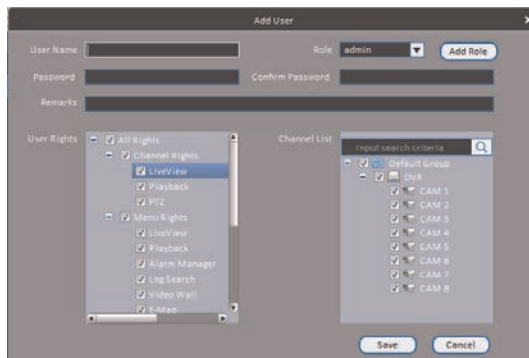 Add User
User Name
Role
admin
Add Role
Password
Confirm Password
Remarks
User Rights
All Rights
Channel Rights
LiveView
Playback
PTZ
Menu Rights
LiveView
Playback
Alarm Manager
Log Search
Video Wall
E-Map
Channel List
Input search criteria
Default Group
DVR
CAM 1
CAM 2
CAM 3
CAM 4
CAM 5
CAM 6
CAM 7
CAM 8
Save
Cancel